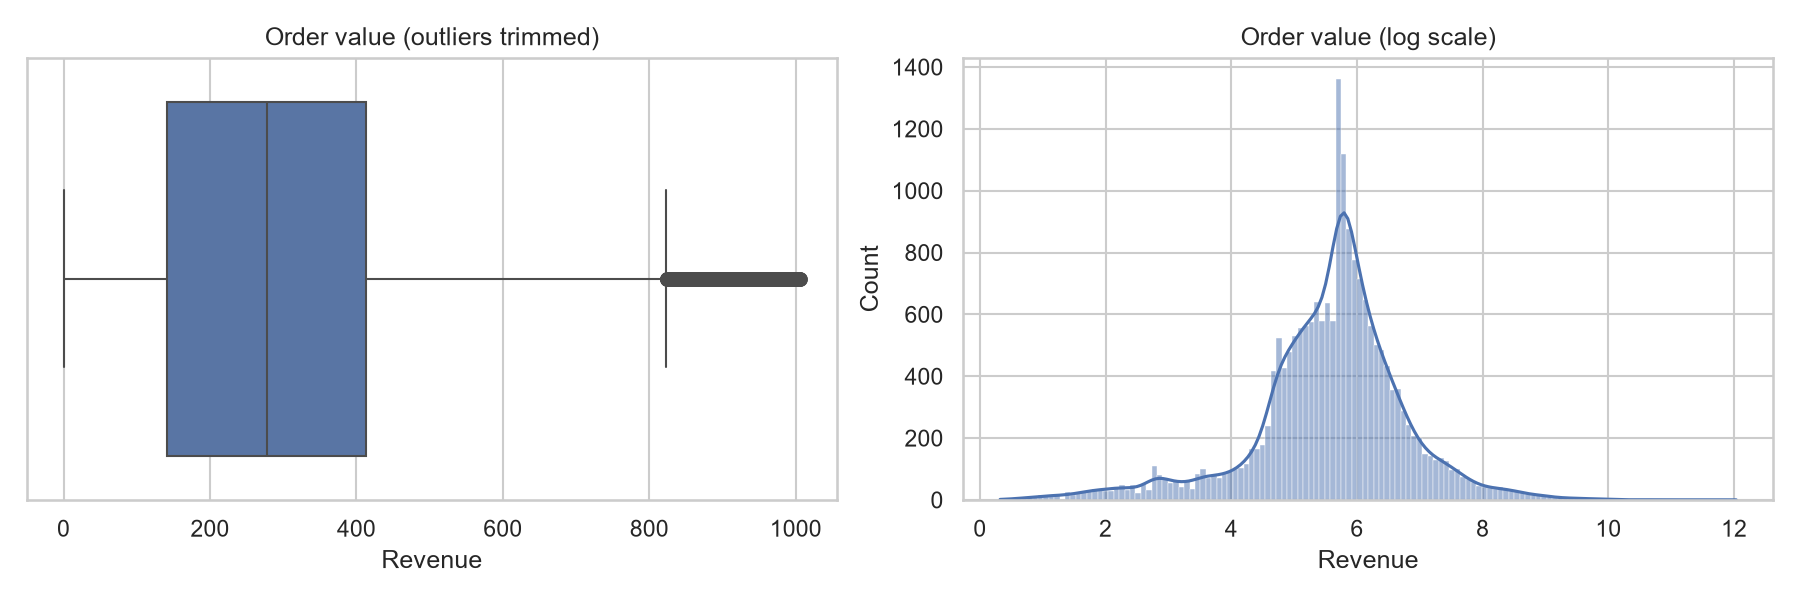 Order value (outliers trimmed)
0 200 400 600 800 1000
Revenue
Order value (log scale)
1400
1200
1000
800
600
400
200
0
Count
0 2 4 6 8 10 12
Revenue